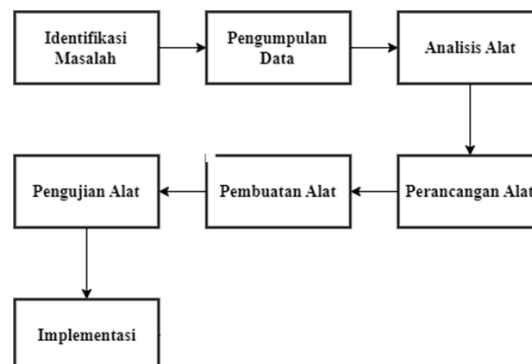 Identifikasi
Masalah
Pengumpulan
Data
Analisis Alat
Perancangan Alat
Pembuatan Alat
Pengujian Alat
Implementasi